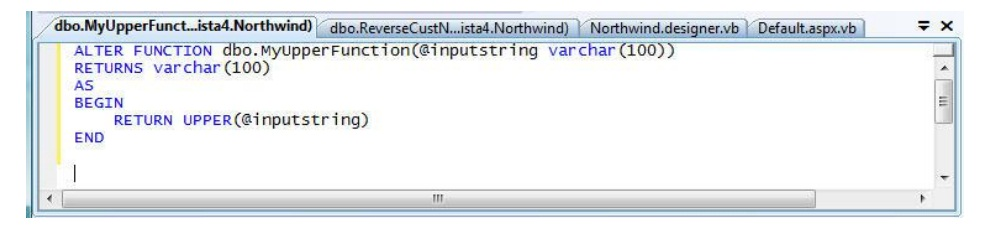 dbo.MyUpperFunct...ista4.Northwind) dbo.ReverseCustN...ista4.Northwind) Northwind.designer.vb Default.aspx.vb
ALTER FUNCTION dbo.MyUpperFunction(@inputstring varchar(100))
RETURNS varchar(100)
AS
BEGIN
RETURN UPPER(@inputstring)
END